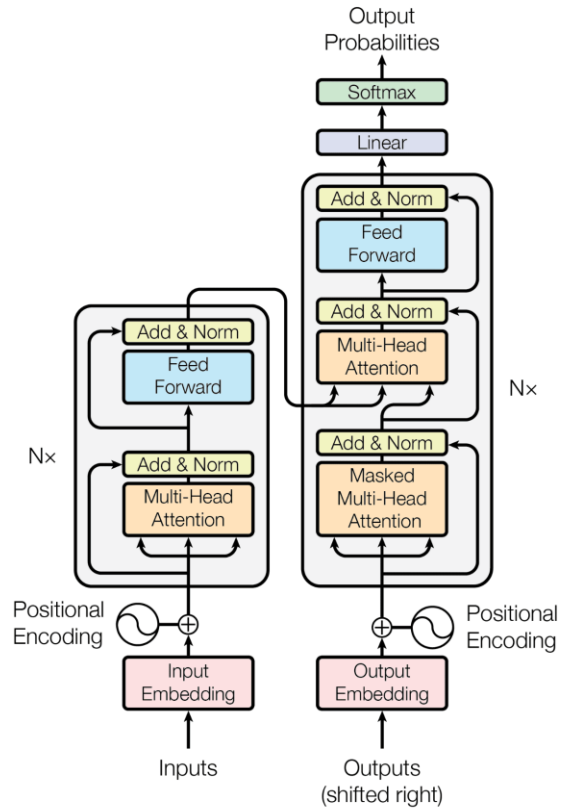 Output
Probabilities
Softmax
Linear
Add & Norm
Feed
Forward
Add & Norm
Multi-Head
Attention
Add & Norm
Masked
Multi-Head
Attention
N×
Add & Norm
Feed
Forward
Add & Norm
Multi-Head
Attention
N×
Positional
Encoding
Positional
Encoding
Input
Embedding
Output
Embedding
Inputs
Outputs
(shifted right)